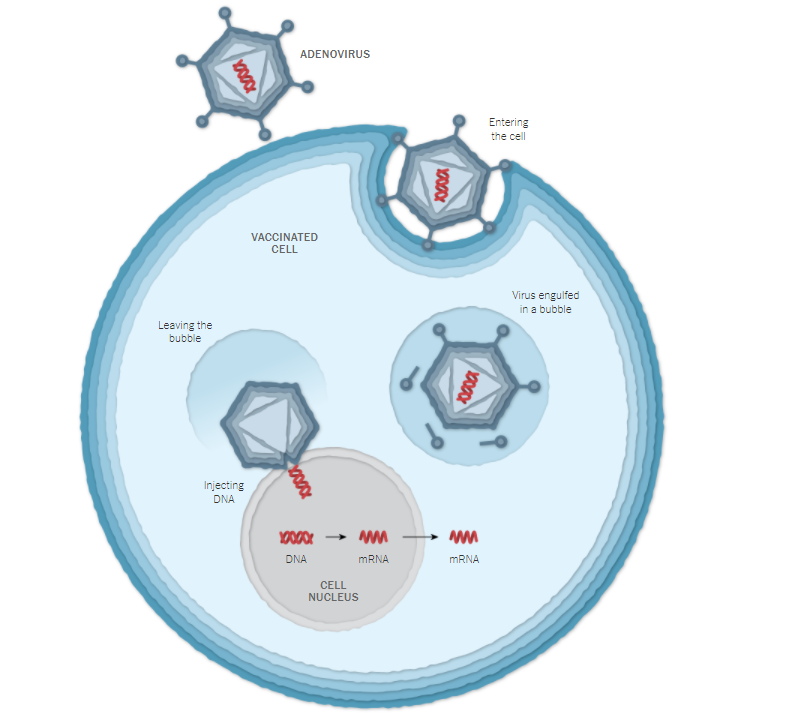 ADENOVIRUS
Entering
the cell
VACCINATED
CELL
Virus engulfed
in a bubble
Leaving the
bubble
Injecting
DNA
DNA
mRNA
mRNA
CELL
NUCLEUS